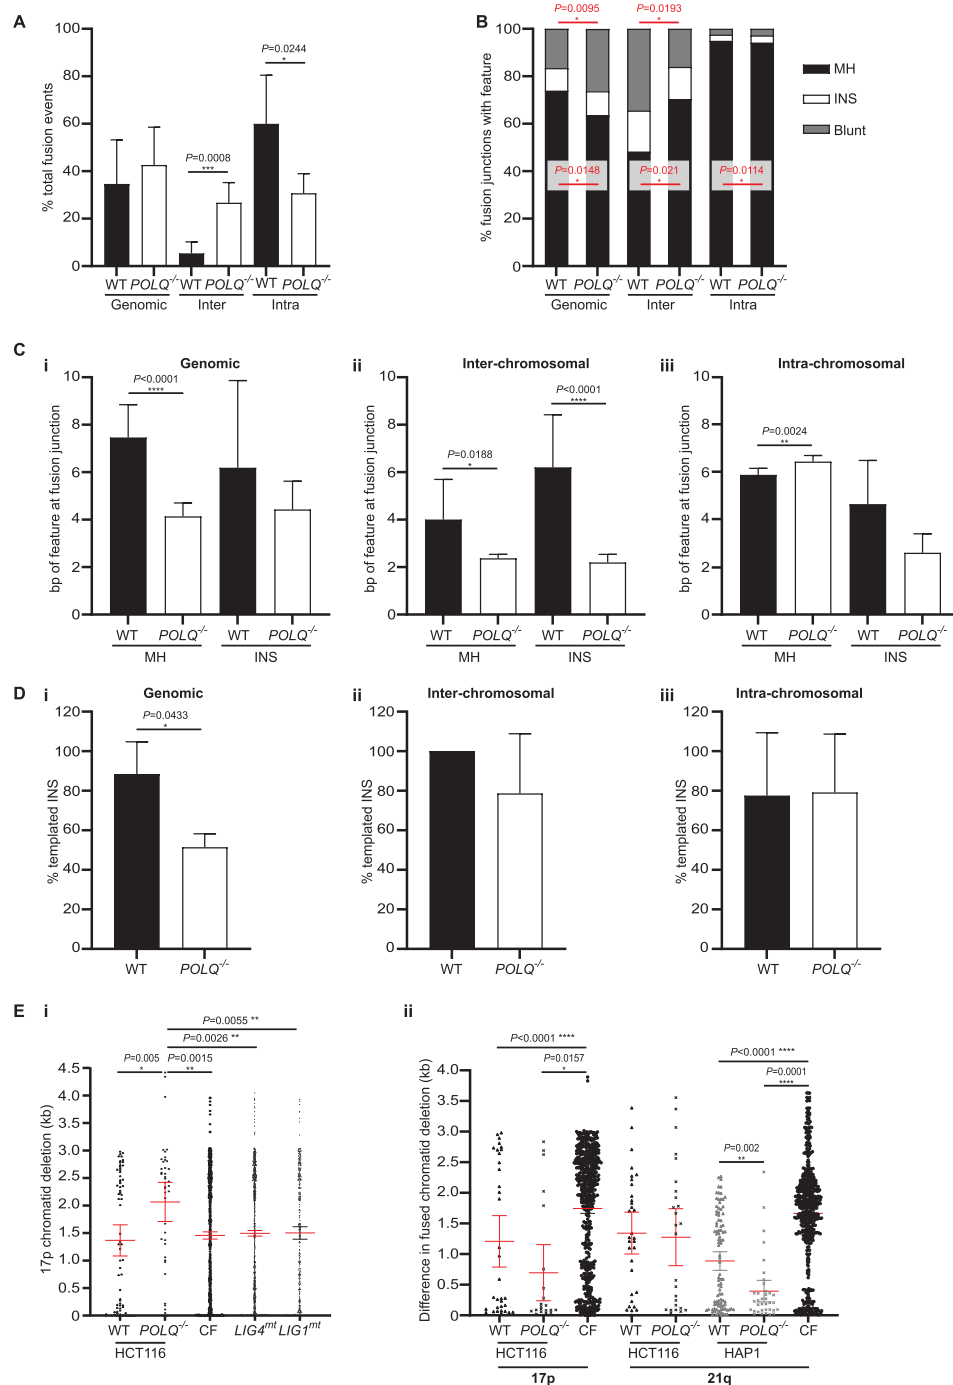 A
P=0.0244
*
P=0.0008
***
% total fusion events
100
80
60
40
20
0
WT POLQ-/- WT POLQ-/- WT POLQ-/-
Genomic Inter Intra
B
P=0.0095
*
P=0.0193
*
% fusion junctions with feature
100
80
60
40
20
0
P=0.0148
*
P=0.021
*
P=0.0114
*
MH
INS
Blunt
WT POLQ-/- WT POLQ-/- WT POLQ-/-
Genomic Inter Intra
C
i
Genomic
bp of feature at fusion junction
10
8
6
4
2
0
P<0.0001
****
WT POLQ-/- WT POLQ-/-
MH INS
ii
Inter-chromosomal
bp of feature at fusion junction
10
8
6
4
2
0
P=0.0188
*
P<0.0001
****
WT POLQ-/- WT POLQ-/-
MH INS
iii
Intra-chromosomal
bp of feature at fusion junction
10
8
6
4
2
0
P=0.0024
**
WT POLQ-/- WT POLQ-/-
MH INS
D
i
Genomic
% templated INS
120
100
80
60
40
20
0
P=0.0433
*
WT POLQ-/-
ii
Inter-chromosomal
% templated INS
120
100
80
60
40
20
0
WT POLQ-/-
iii
Intra-chromosomal
% templated INS
120
100
80
60
40
20
0
WT POLQ-/-
E
i
P=0.0055 **
P=0.0026 **
P=0.005
*
P=0.0015
**
17p chromatid deletion (kb)
4.5
4.0
3.5
3.0
2.5
2.0
1.5
1.0
0.5
0
WT POLQ-/- CF LIG4mt LIG1mt
HCT116
ii
P<0.0001 ****
P=0.0157
*
P<0.0001 ****
P=0.0001
****
P=0.002
**
Difference in fused chromatid deletion (kb)
4.0
3.5
3.0
2.5
2.0
1.5
1.0
0.5
0
WT POLQ-/- CF WT POLQ-/- WT POLQ-/- CF
HCT116 HCT116 HAP1
17p 21q